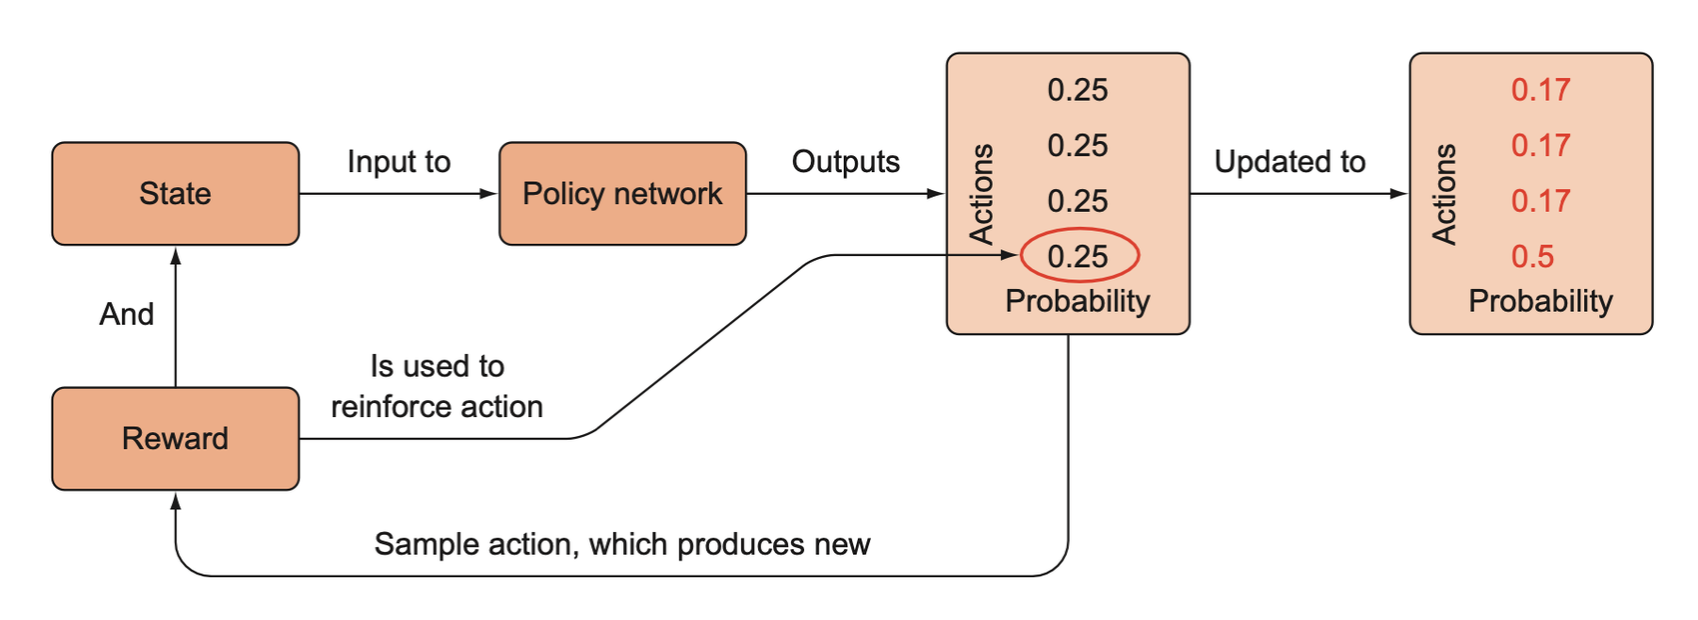 State
Input to
Policy network
Outputs
Actions
0.25
0.25
0.25
0.25
Probability
Updated to
Actions
0.17
0.17
0.17
0.5
Probability
And
Is used to
reinforce action
Reward
Sample action, which produces new